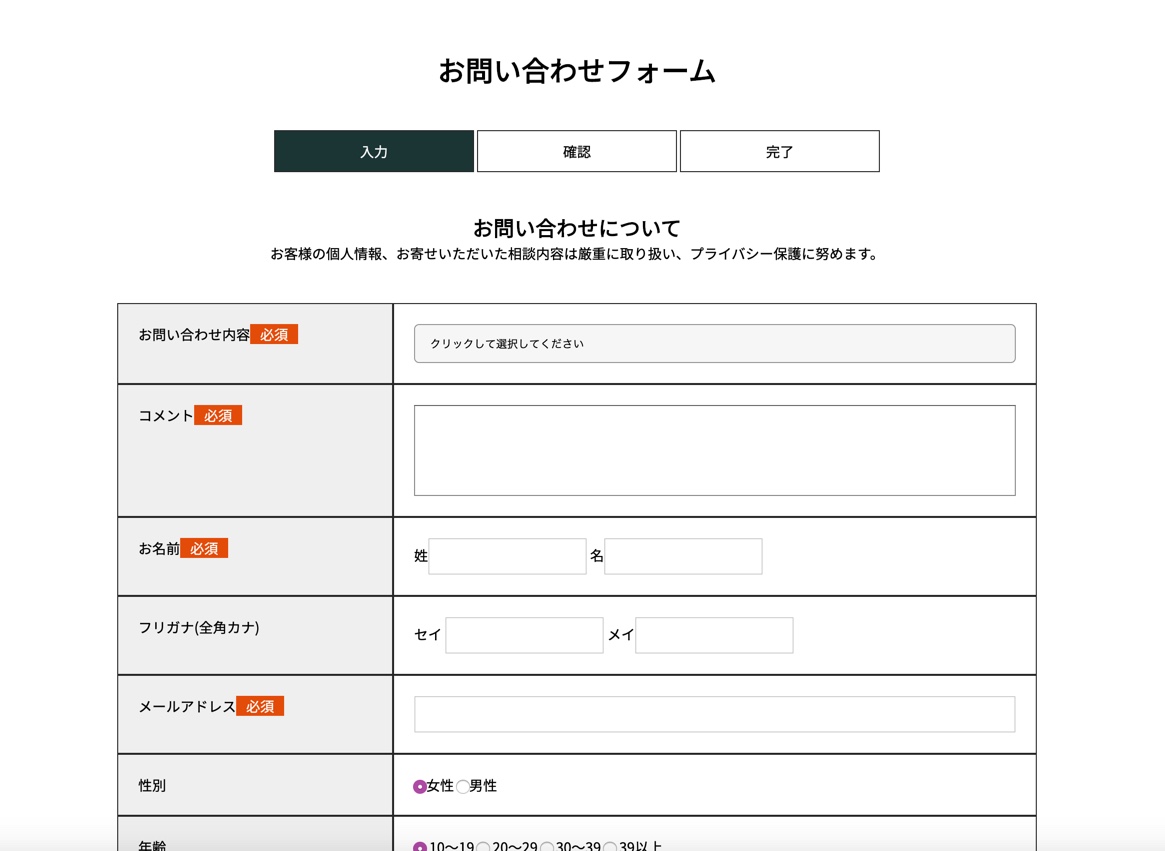 お問い合わせフォーム
入力 確認 完了
お問い合わせについて
お客様の個人情報、お寄せいただいた相談内容は厳重に取り扱い、プライバシー保護に努めます。
お問い合わせ内容 必須 クリックして選択してください
コメント 必須
お名前 必須 姓 名
フリガナ(全角カナ) セイ メイ
メールアドレス 必須
性別 女性 男性
年齢 10〜19 20〜29 30〜39 39以上